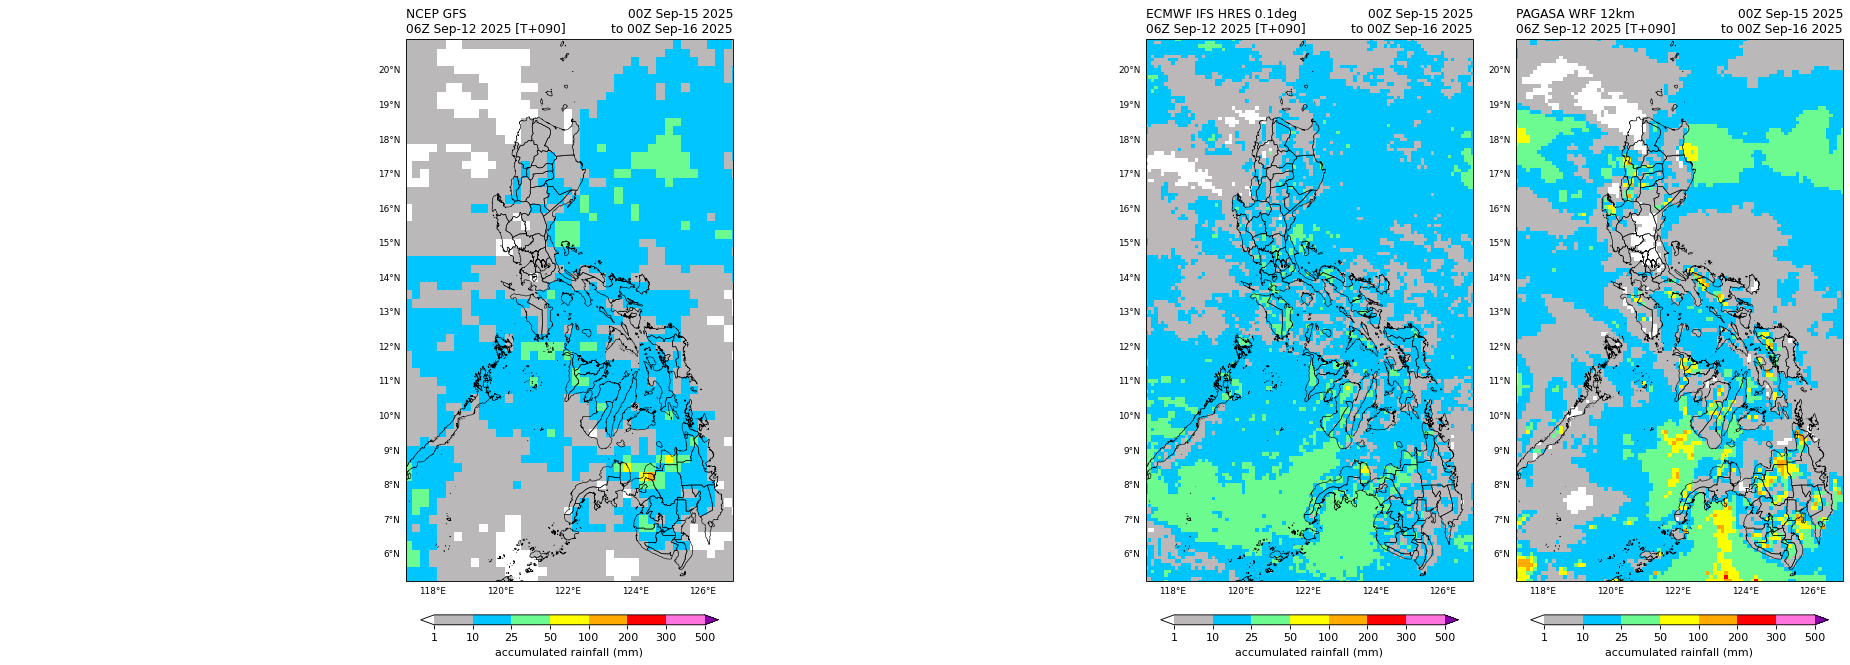 NCEP GFS 00Z Sep-15 2025
06Z Sep-12 2025 [T+090] to 00Z Sep-16 2025
20°N
19°N
18°N
17°N
16°N
15°N
14°N
13°N
12°N
11°N
10°N
9°N
8°N
7°N
6°N
118°E 120°E 122°E 124°E 126°E
1 10 25 50 100 200 300 500
accumulated rainfall (mm)
ECMWF IFS HRES 0.1deg 00Z Sep-15 2025
06Z Sep-12 2025 [T+090] to 00Z Sep-16 2025
20°N
19°N
18°N
17°N
16°N
15°N
14°N
13°N
12°N
11°N
10°N
9°N
8°N
7°N
6°N
118°E 120°E 122°E 124°E 126°E
1 10 25 50 100 200 300 500
accumulated rainfall (mm)
PAGASA WRF 12km 00Z Sep-15 2025
06Z Sep-12 2025 [T+090] to 00Z Sep-16 2025
20°N
19°N
18°N
17°N
16°N
15°N
14°N
13°N
12°N
11°N
10°N
9°N
8°N
7°N
6°N
118°E 120°E 122°E 124°E 126°E
1 10 25 50 100 200 300 500
accumulated rainfall (mm)